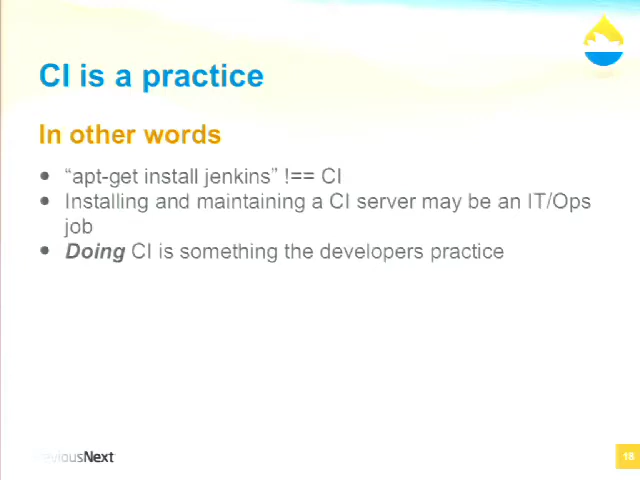 CI is a practice
In other words
● "apt-get install jenkins" !== CI
● Installing and maintaining a CI server may be an IT/Ops
job
● Doing CI is something the developers practice
PreviousNext
18